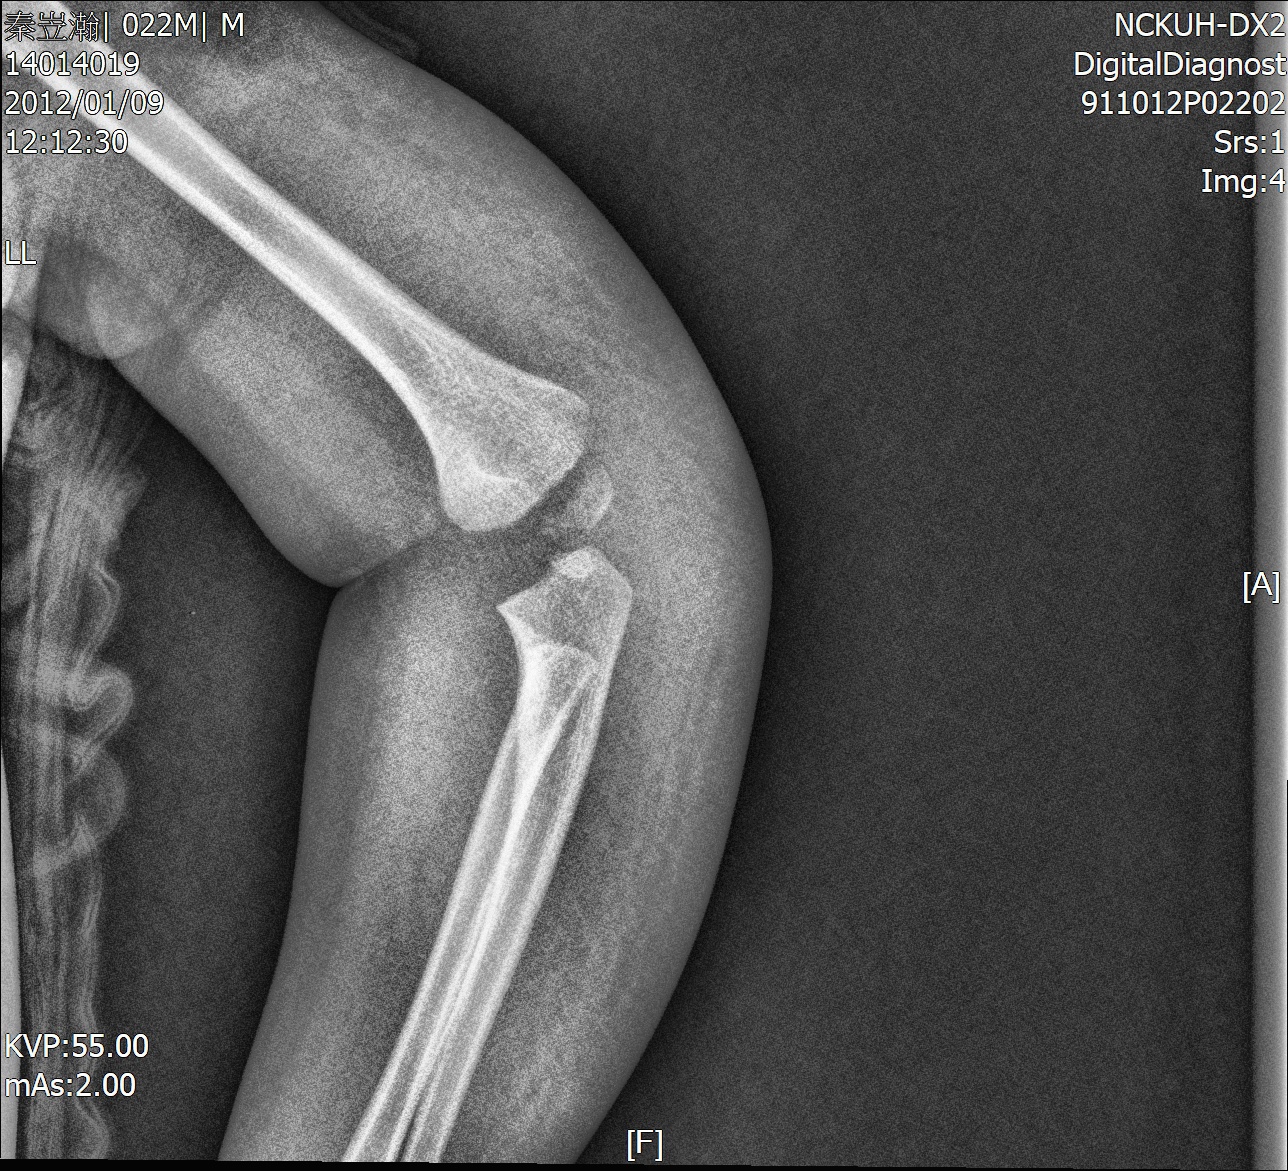 秦岦瀚| 022M| M
14014019
2012/01/09
12:12:30
NCKUH-DX2
DigitalDiagnost
911012P02202
Srs:1
Img:4
LL
[A]
KVP:55.00
mAs:2.00
[F]